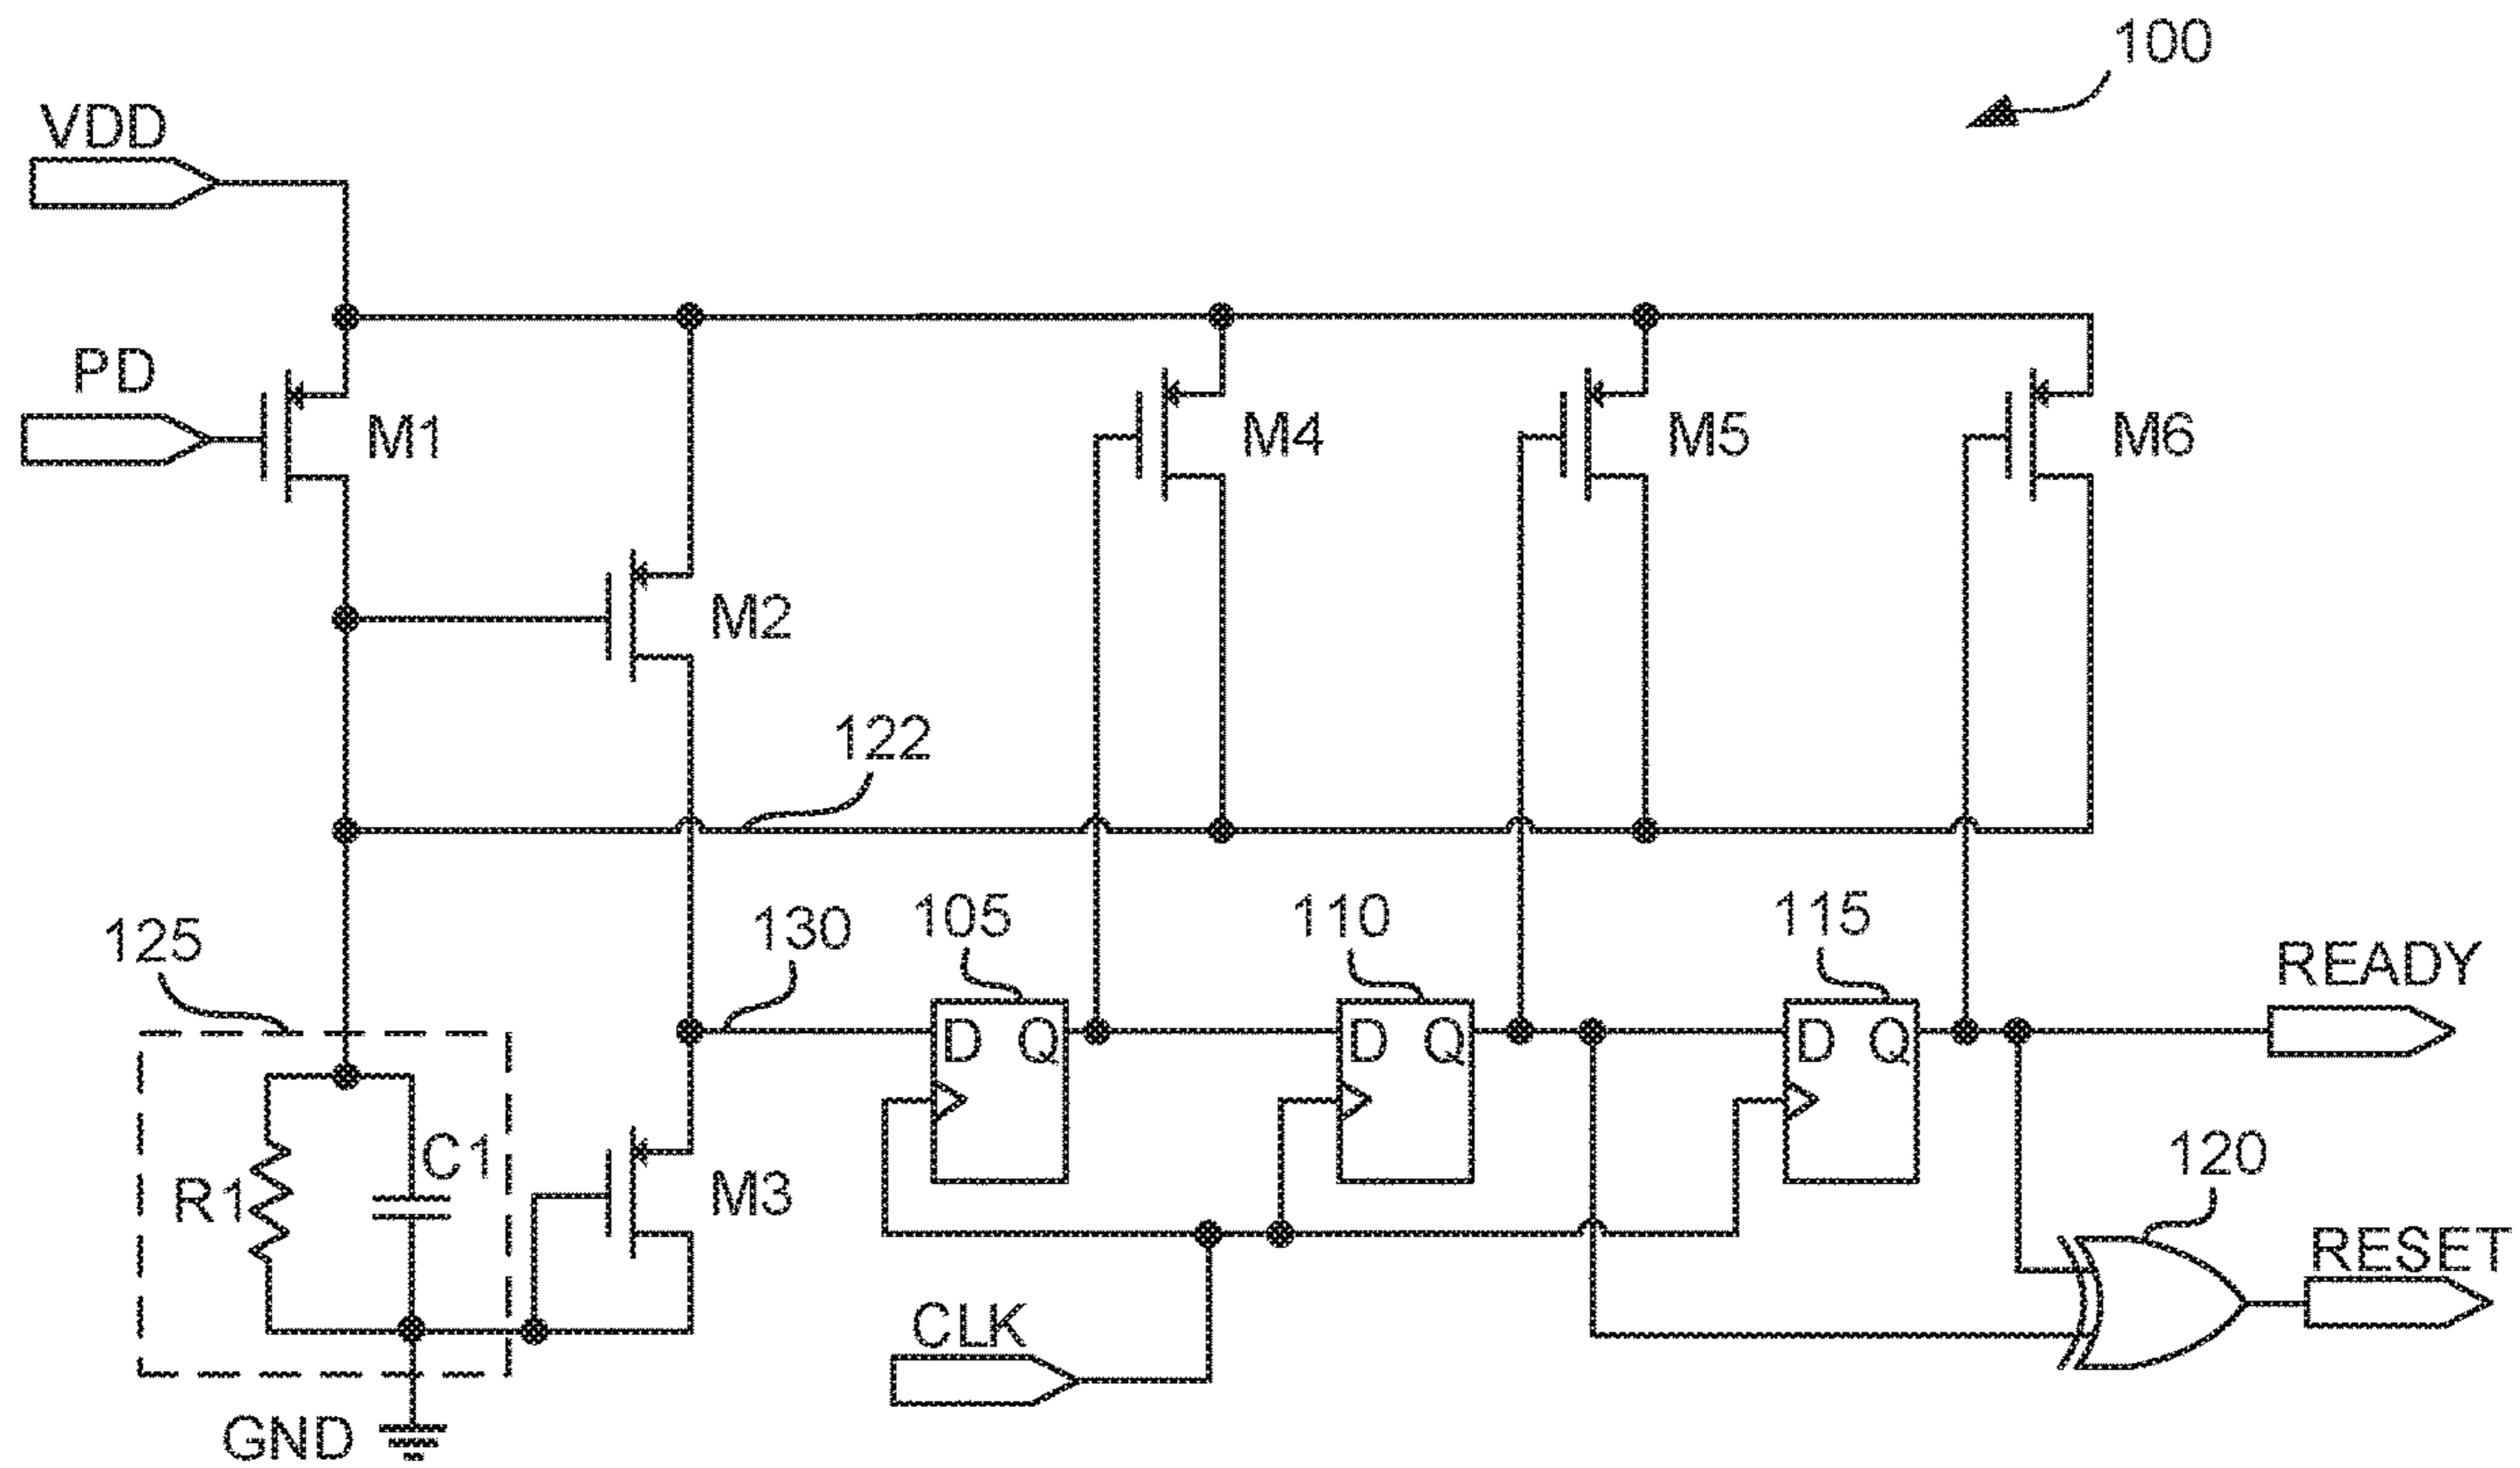 100
VDD
PD
M1
M4
M5
M6
M2
122
125
130
105
110
115
READY
D Q
D Q
D Q
C1
R1
M3
120
RESET
CLK
GND